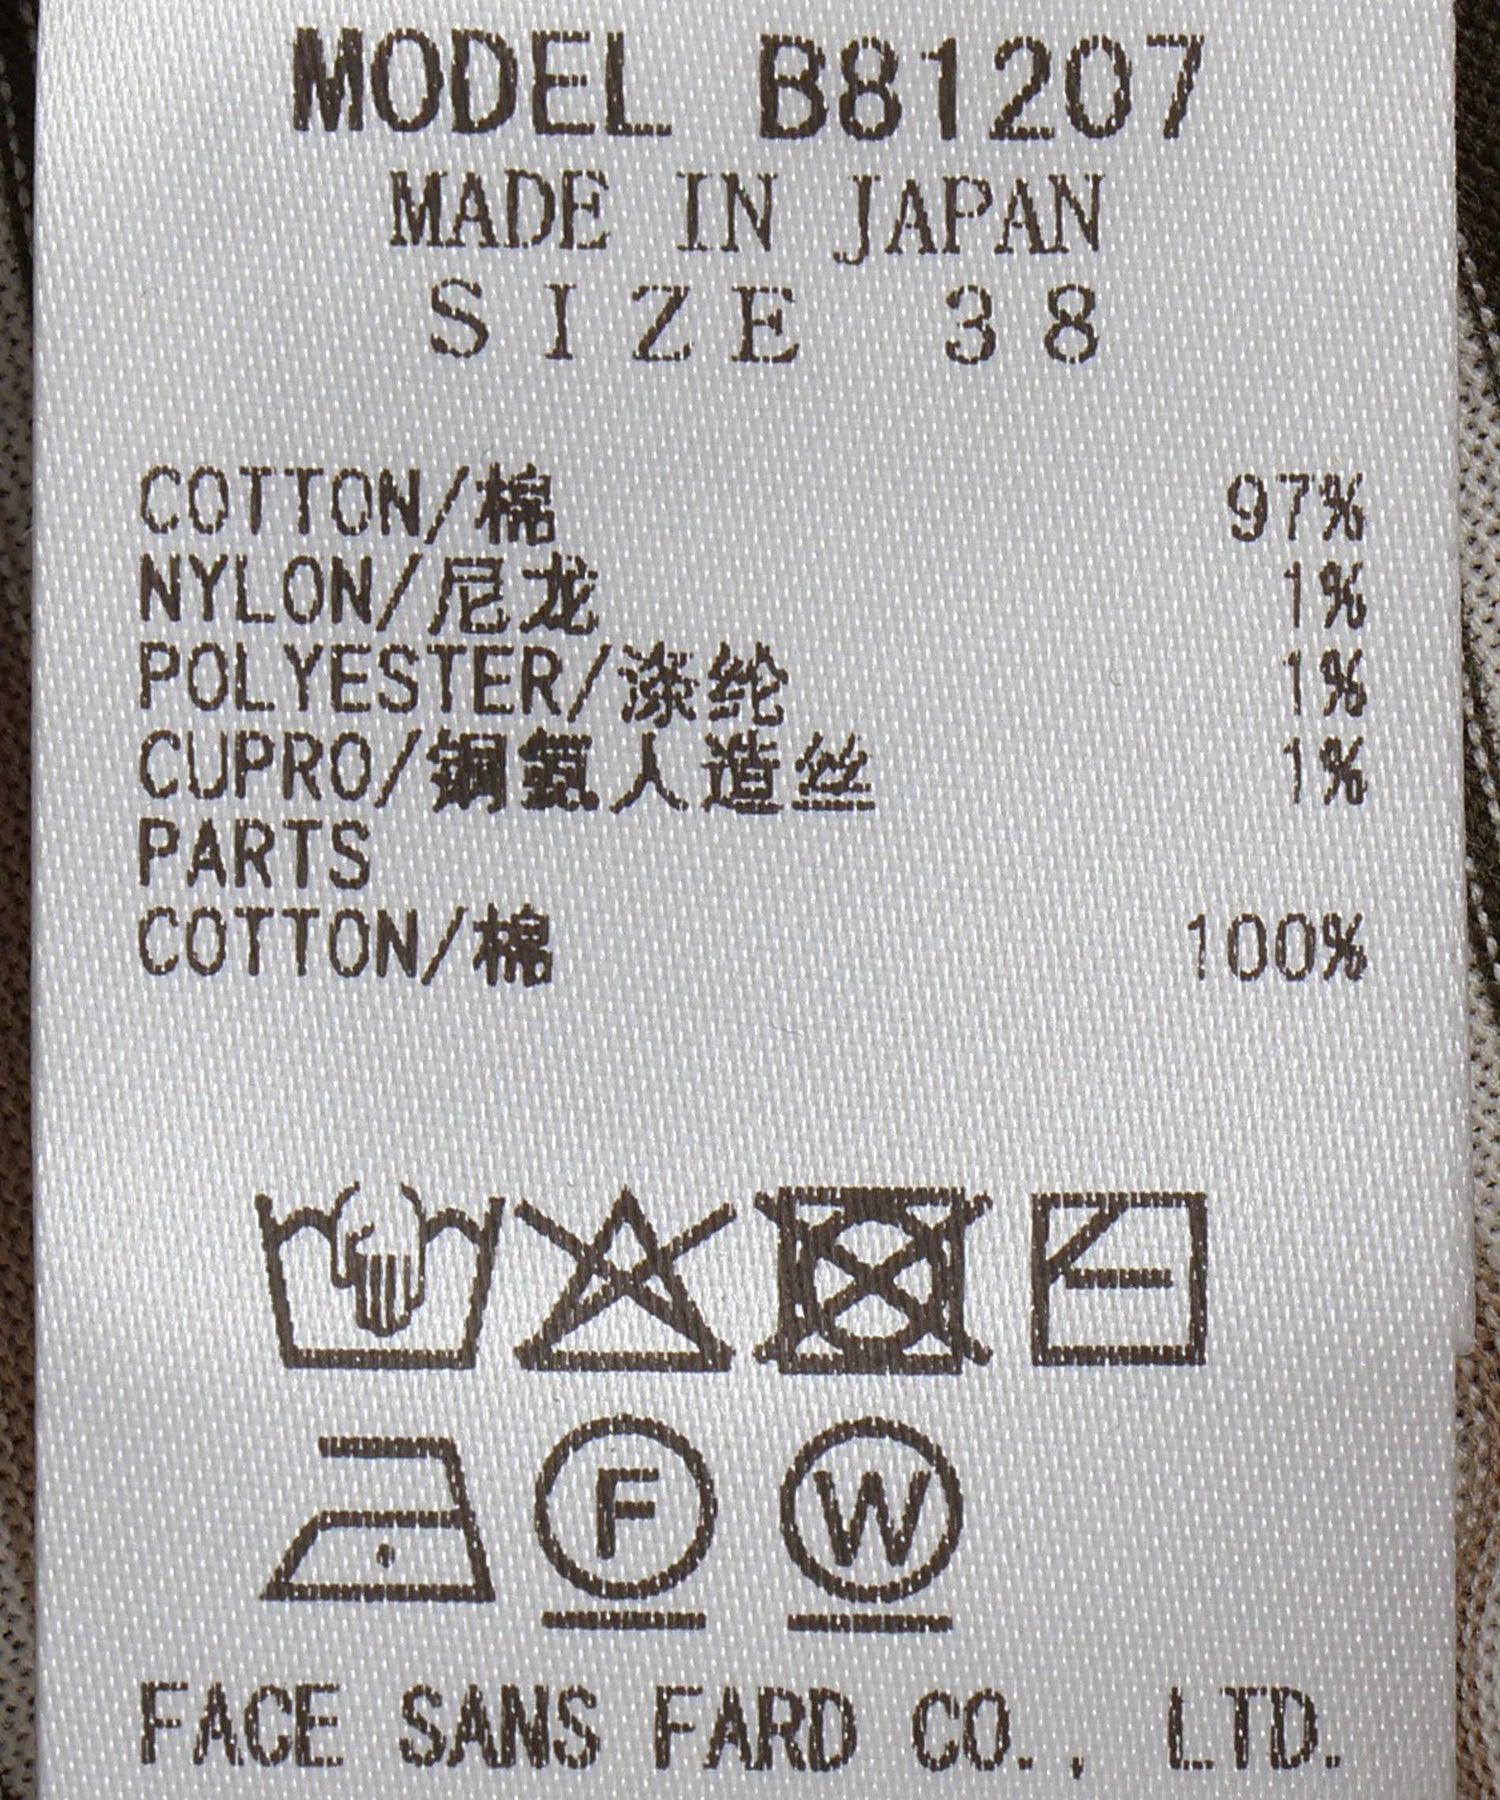 MODEL B81207
MADE IN JAPAN
SIZE 38
COTTON/棉 97%
NYLON/尼龙 1%
POLYESTER/涤纶 1%
CUPRO/铜氨人造丝 1%
PARTS
COTTON/棉 100%
F W
FACE SANS FARD CO., LTD.